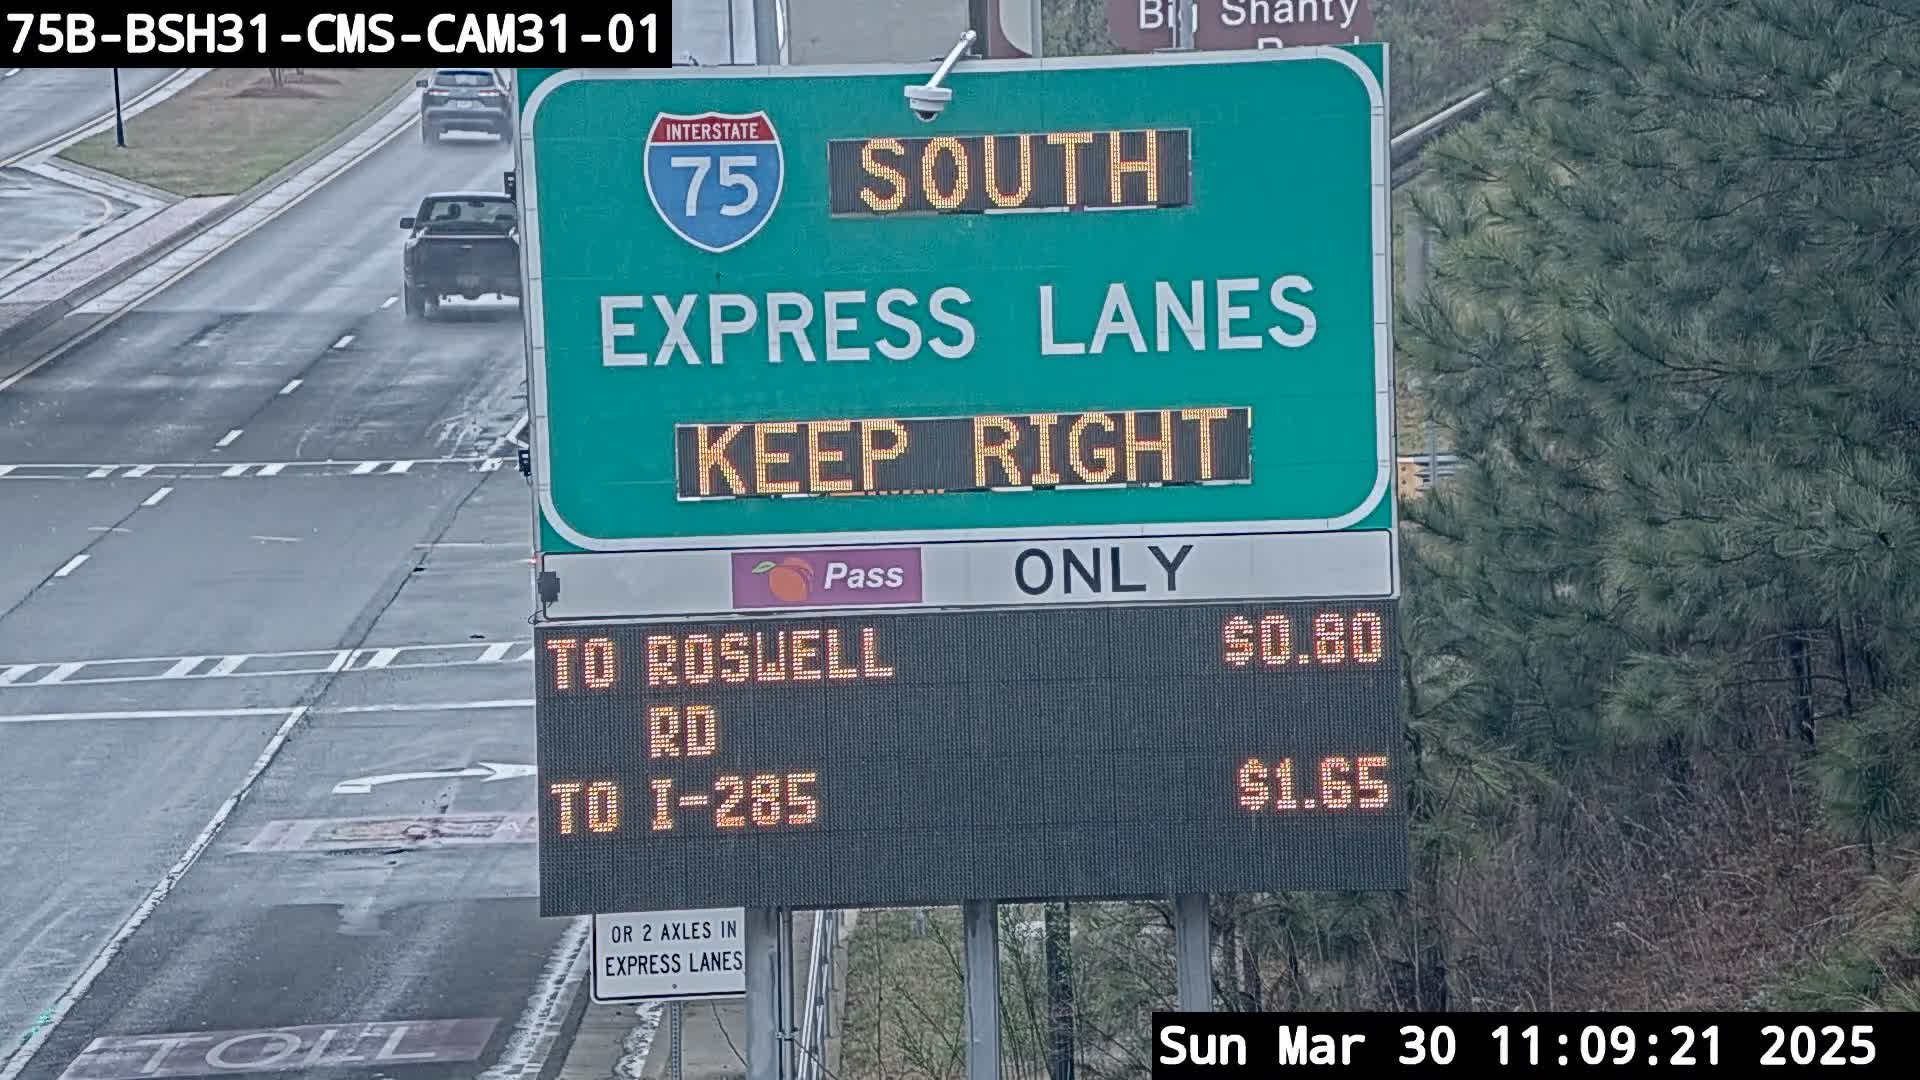 75B-BSH31-CMS-CAM31-01
Big Shanty
INTERSTATE
75
SOUTH
EXPRESS LANES
KEEP RIGHT
Pass ONLY
TO ROSWELL $0.80
RD
TO I-285 $1.65
OR 2 AXLES IN
EXPRESS LANES
TOLL
Sun Mar 30 11:09:21 2025